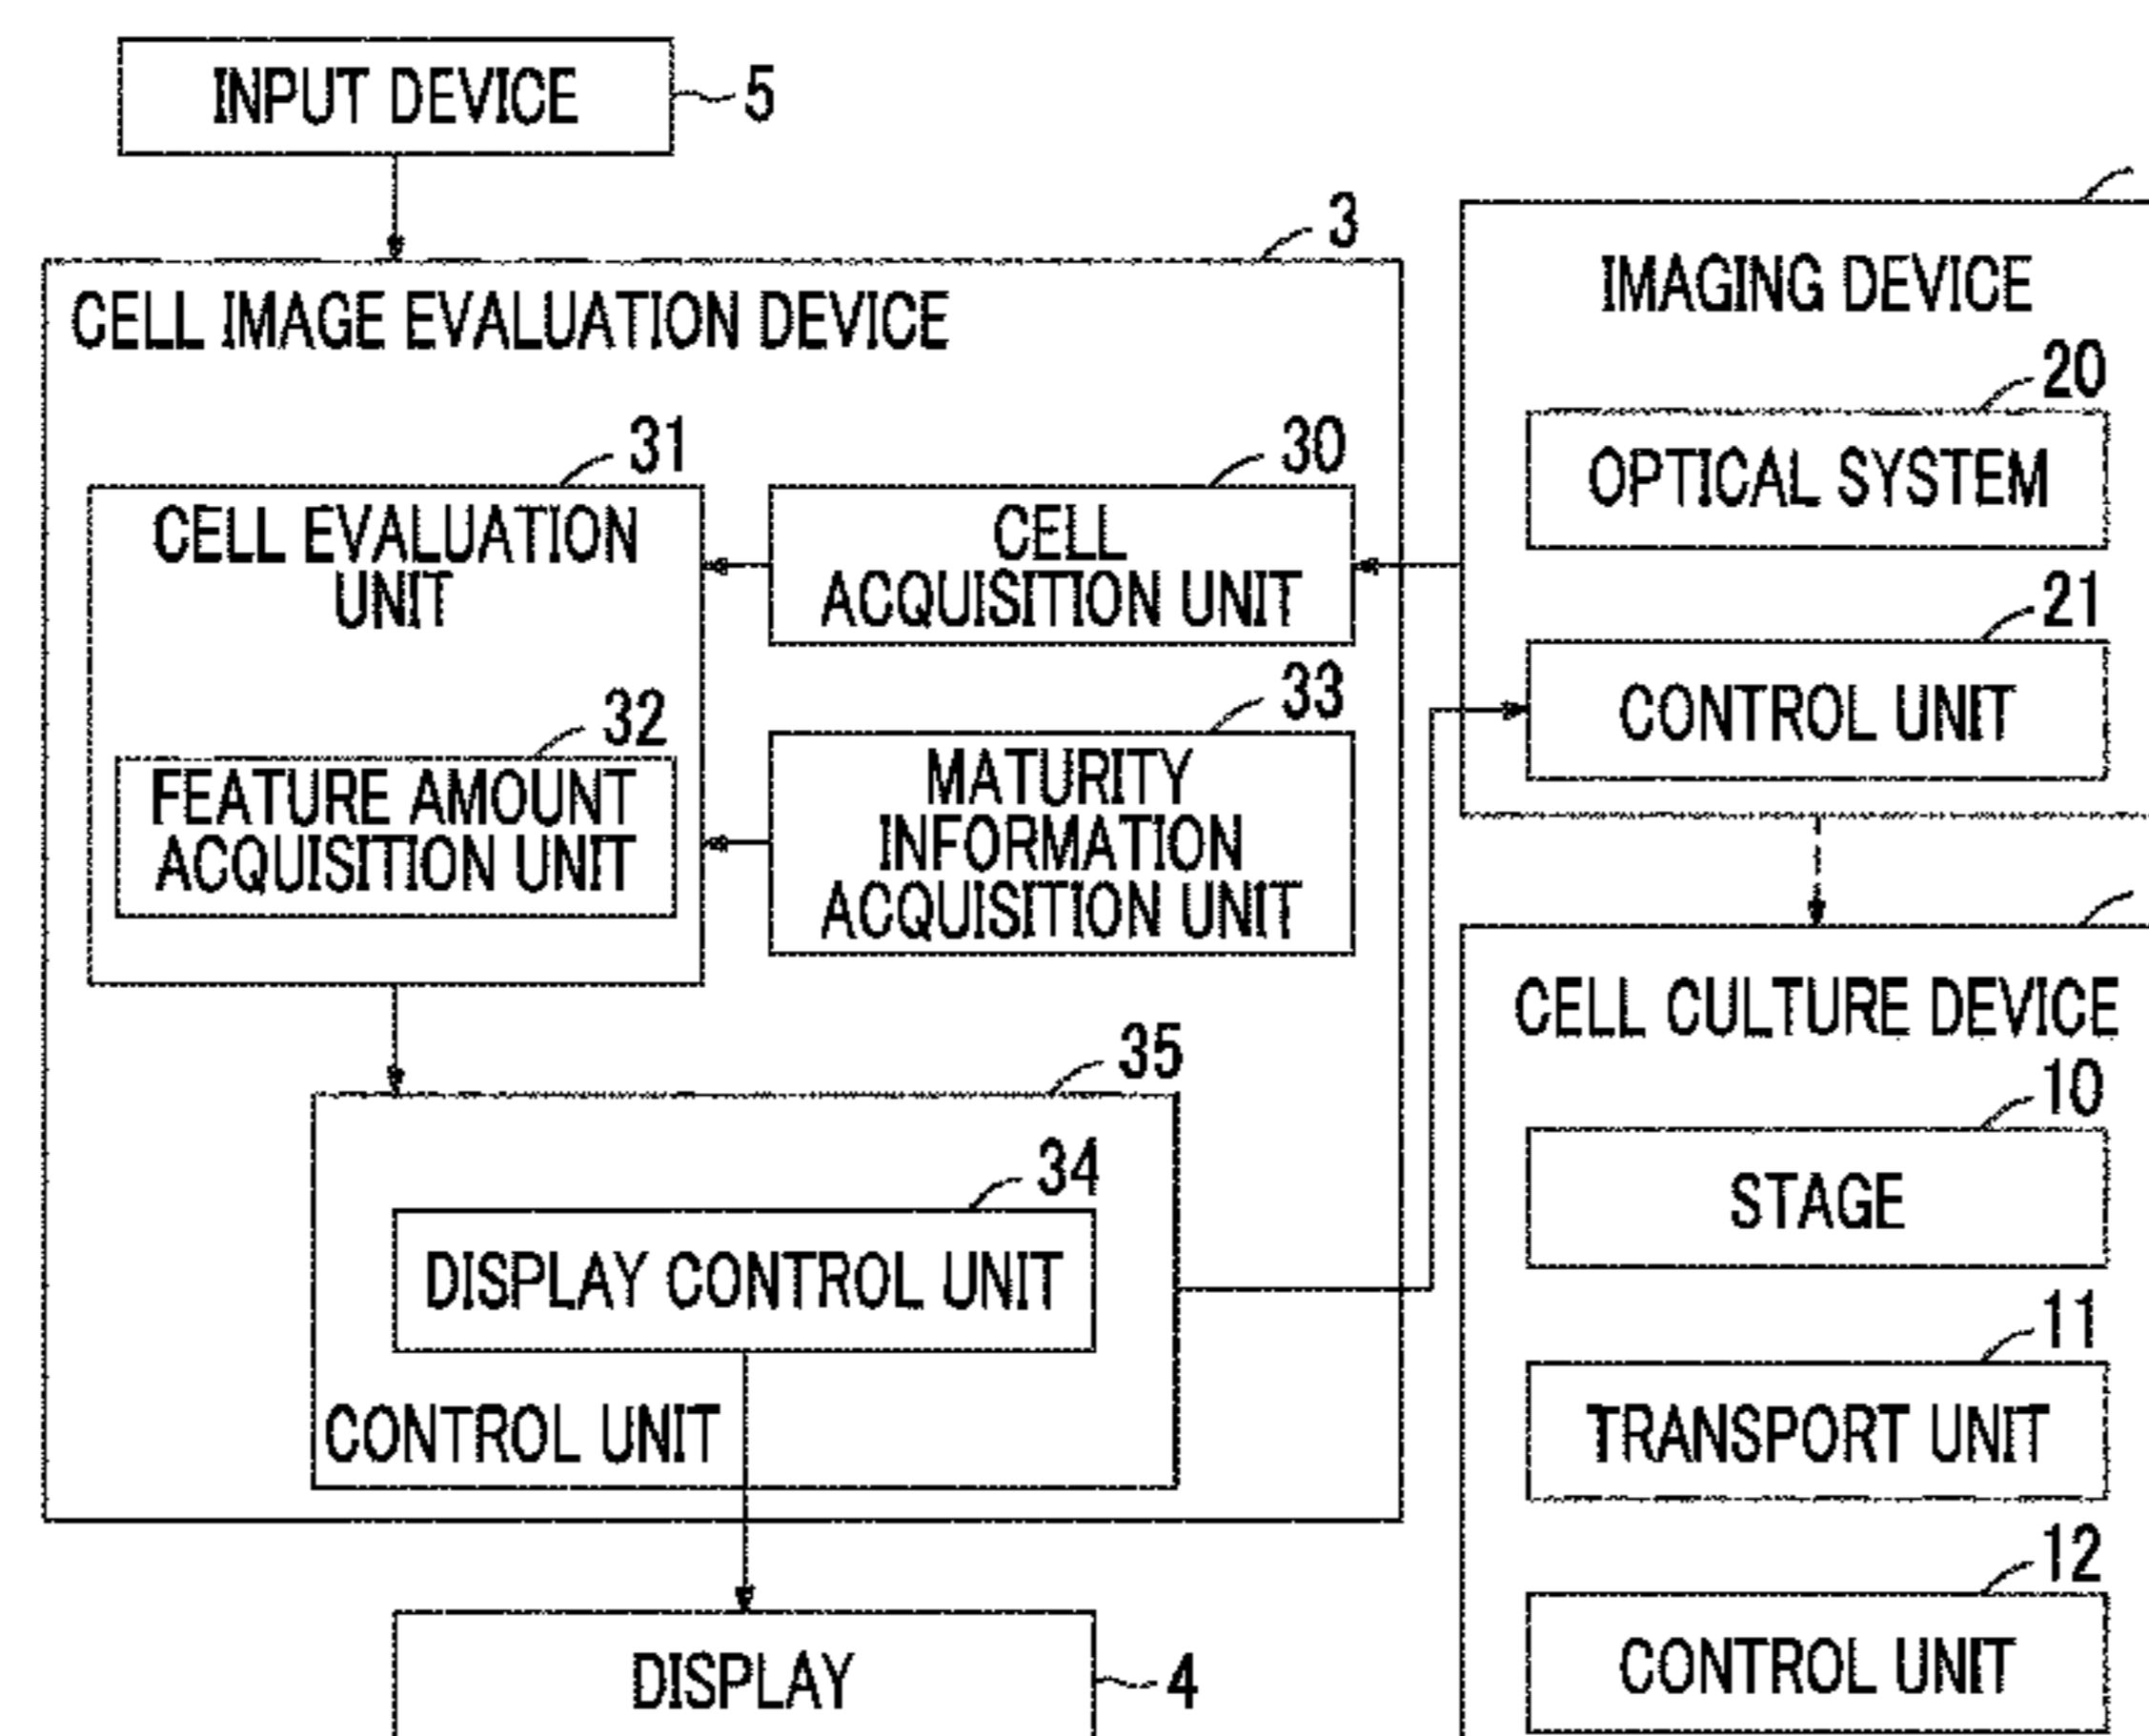 INPUT DEVICE
5
3
CELL IMAGE EVALUATION DEVICE
31
CELL EVALUATION
UNIT
32
FEATURE AMOUNT
ACQUISITION UNIT
30
CELL
ACQUISITION UNIT
33
MATURITY
INFORMATION
ACQUISITION UNIT
35
34
DISPLAY CONTROL UNIT
CONTROL UNIT
DISPLAY
4
IMAGING DEVICE
20
OPTICAL SYSTEM
21
CONTROL UNIT
CELL CULTURE DEVICE
10
STAGE
11
TRANSPORT UNIT
12
CONTROL UNIT